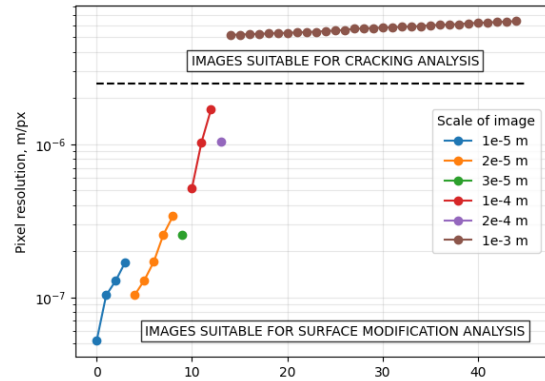 IMAGES SUITABLE FOR CRACKING ANALYSIS
Pixel resolution, m/px
10⁻⁶
10⁻⁷
Scale of image
1e-5 m
2e-5 m
3e-5 m
1e-4 m
2e-4 m
1e-3 m
IMAGES SUITABLE FOR SURFACE MODIFICATION ANALYSIS
0 10 20 30 40